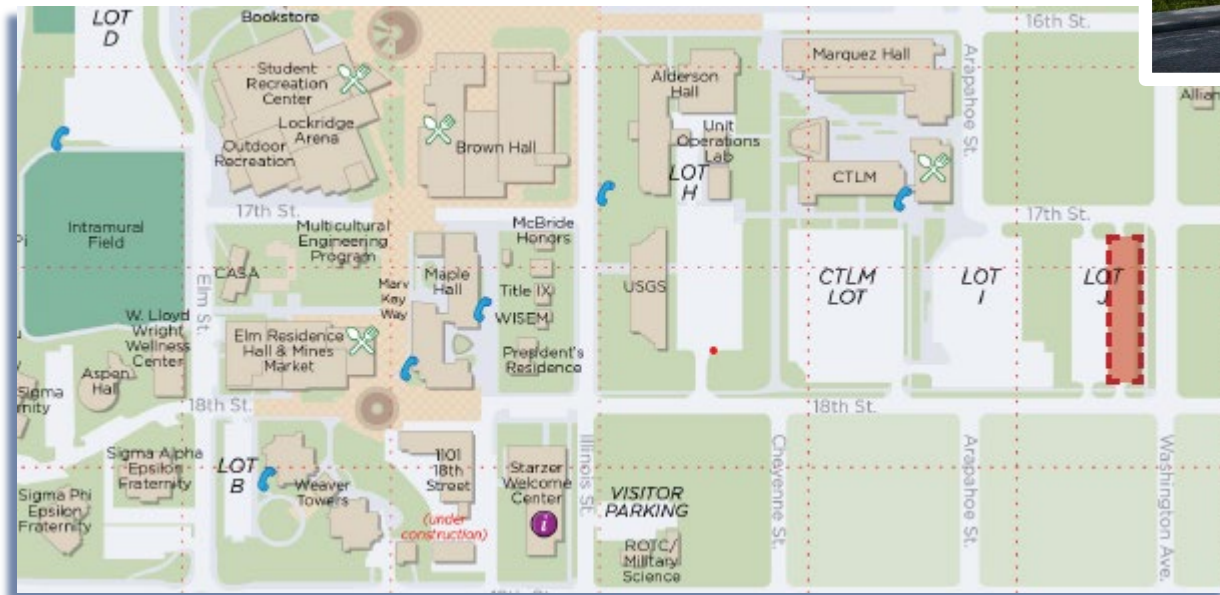 LOT
D
Bookstore
16th St.
Student
Recreation
Center
Lockridge
Arena
Outdoor
Recreation
Brown Hall
Alderson
Hall
Unit
Operations
Lab
LOT
H
Marquez Hall
CTLM
Arapahoe St.
Intramural
Field
17th St.
17th St.
Multicultural
Engineering
Program
CASA
Elm St.
Marv
Kay
Way
Maple
Hall
McBride
Honors
Title IX
WISEM
President's
Residence
USGS
CTLM
LOT
LOT
I
LOT
J
W. Lloyd
Wright
Wellness
Center
Elm Residence
Hall & Mines
Market
Aspen
Hall
Sigma
18th St.
18th St.
Sigma Alpha
Epsilon
Fraternity
Sigma Phi
Epsilon
Fraternity
LOT
B
Weaver
Towers
1101
18th
Street
(under
construction)
Starzer
Welcome
Center
i
Illinois St.
VISITOR
PARKING
ROTC/
Military
Science
Cheyenne St.
Arapahoe St.
Washington Ave.